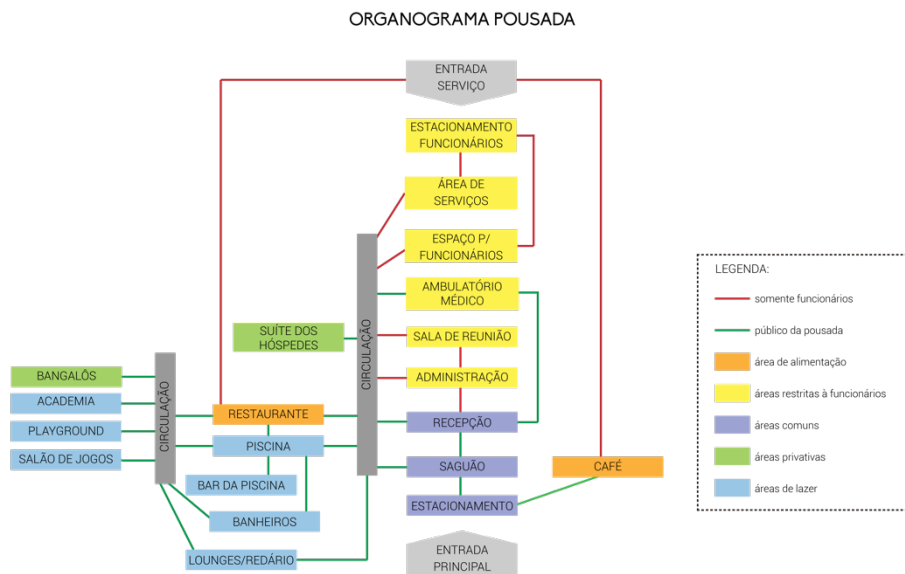 ORGANOGRAMA POUSADA
ENTRADA
SERVIÇO
ESTACIONAMENTO
FUNCIONÁRIOS
ÁREA DE
SERVIÇOS
ESPAÇO P/
FUNCIONÁRIOS
AMBULATÓRIO
MÉDICO
SUÍTE DOS
HÓSPEDES
CIRCULAÇÃO
SALA DE REUNIÃO
ADMINISTRAÇÃO
BANGALÔS
ACADEMIA
PLAYGROUND
SALÃO DE JOGOS
CIRCULAÇÃO
RESTAURANTE
PISCINA
BAR DA PISCINA
BANHEIROS
LOUNGES/REDÁRIO
RECEPÇÃO
SAGUÃO
ESTACIONAMENTO
CAFÉ
ENTRADA
PRINCIPAL
LEGENDA:
somente funcionários
público da pousada
área de alimentação
áreas restritas à funcionários
áreas comuns
áreas privativas
áreas de lazer